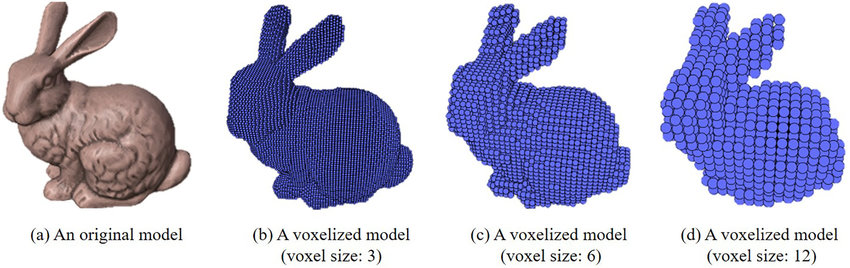 (a) An original model
(b) A voxelized model
(voxel size: 3)
(c) A voxelized model
(voxel size: 6)
(d) A voxelized model
(voxel size: 12)